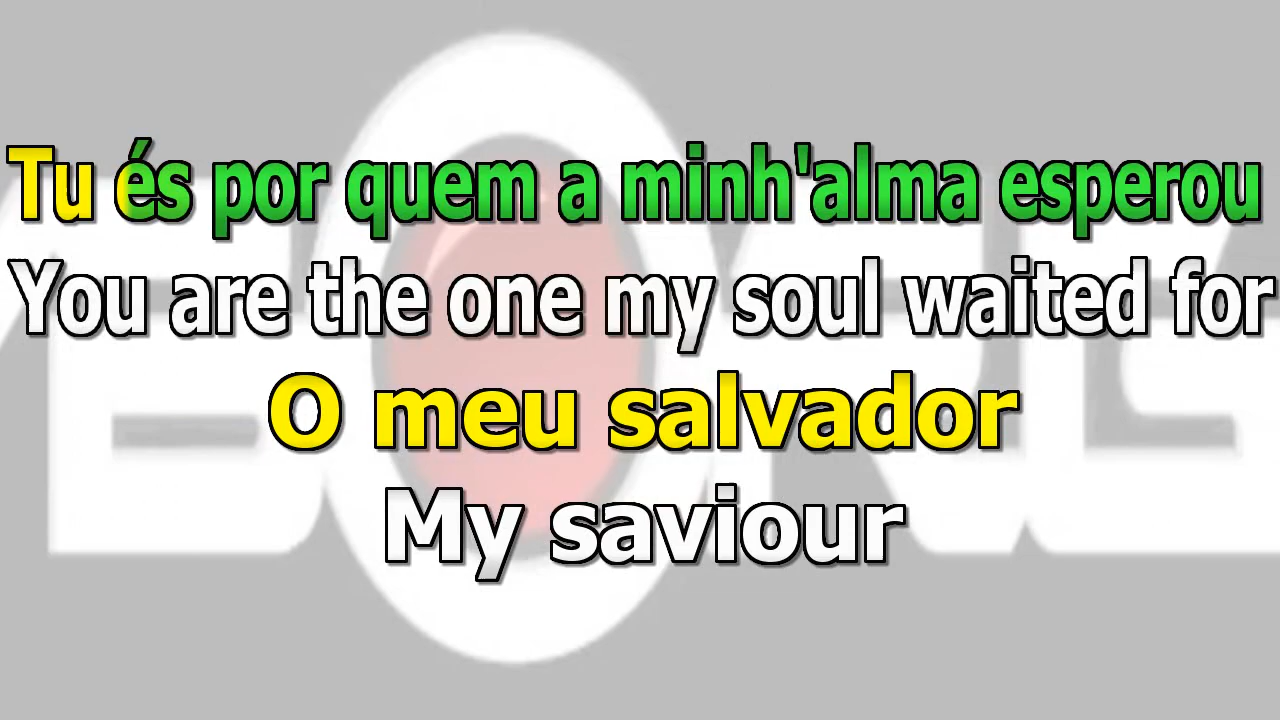 Tu és por quem a minh'alma esperou
You are the one my soul waited for
O meu salvador
My saviour